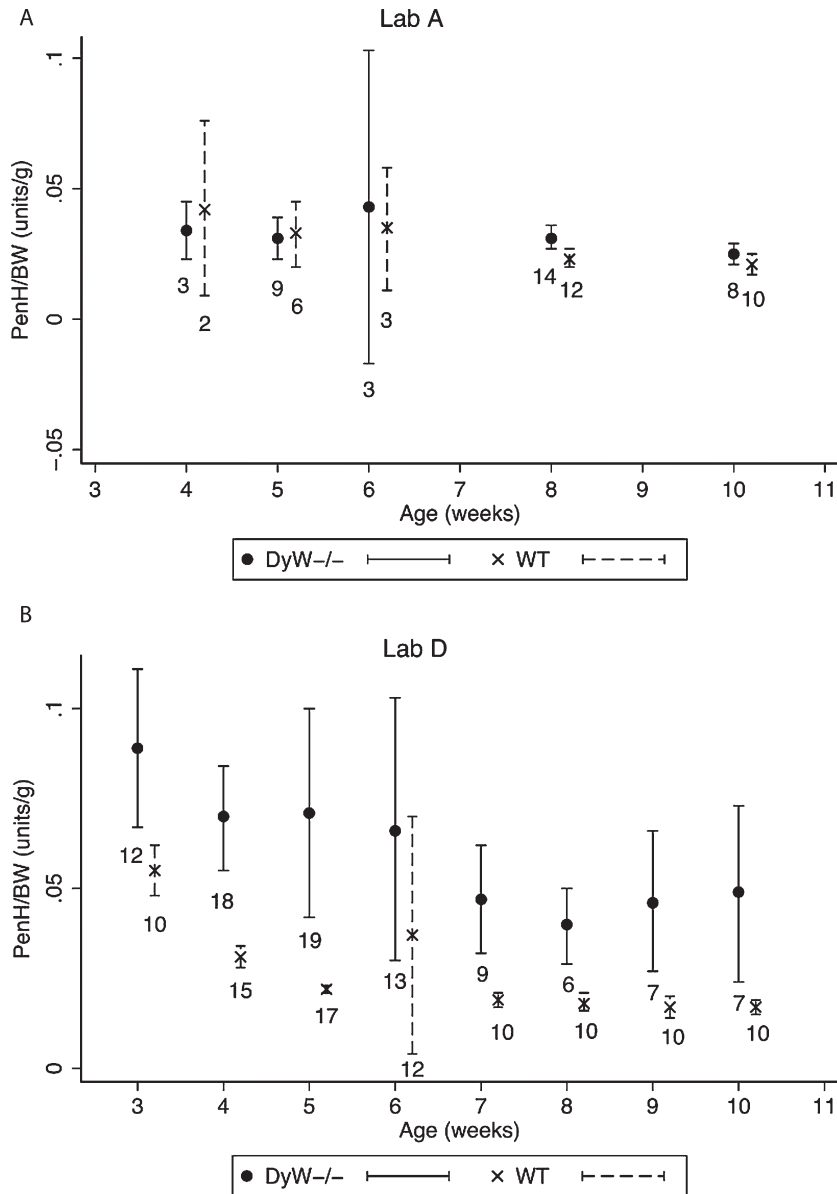 A
Lab A
PenH/BW (units/g)
.1
.05
0
-.05
3 9 3 14 8
2 6 3 12 10
3 4 5 6 7 8 9 10 11
Age (weeks)
DyW-/- WT
B
Lab D
PenH/BW (units/g)
.1
.05
0
12 18 19 13 9 6 7 7
10 15 17 12 10 10 10 10
3 4 5 6 7 8 9 10 11
Age (weeks)
DyW-/- WT